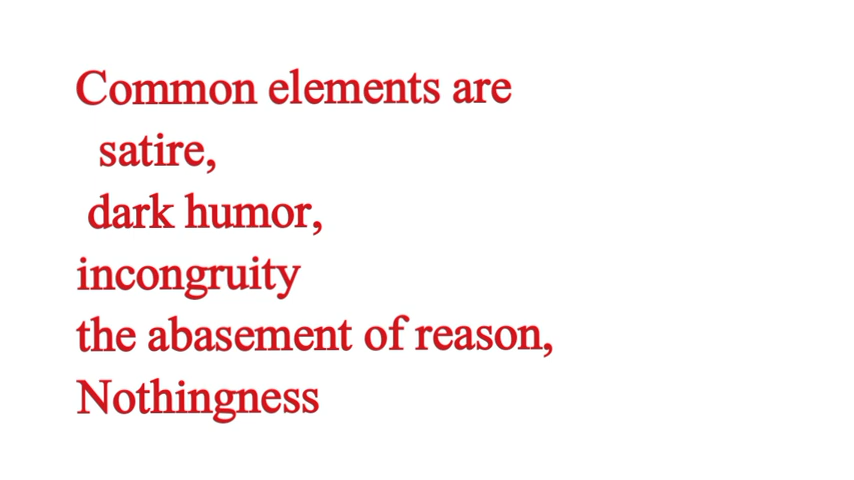 Common elements are
satire,
dark humor,
incongruity
the abasement of reason,
Nothingness